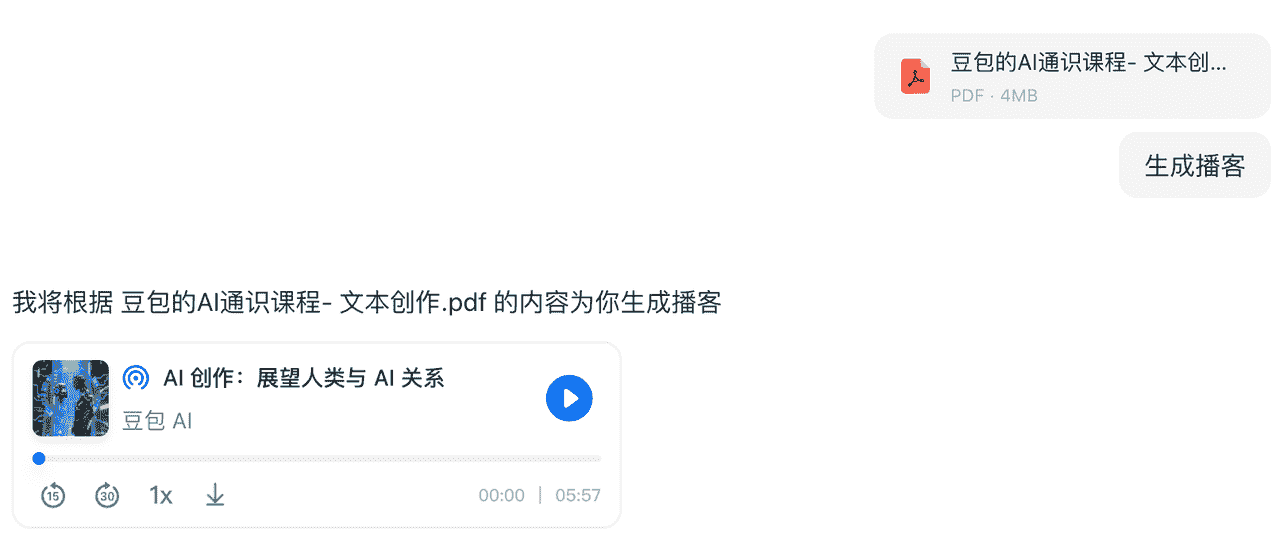 豆包的AI通识课程- 文本创...
PDF · 4MB
生成播客
我将根据 豆包的AI通识课程- 文本创作.pdf 的内容为你生成播客
AI 创作：展望人类与 AI 关系
豆包 AI
15 30 1x 00:00 | 05:57